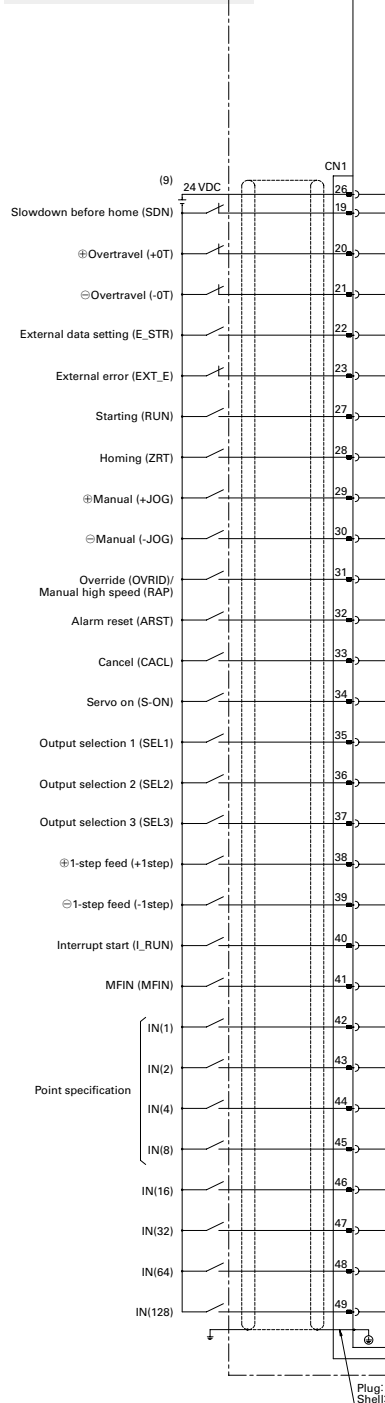 CN1
(9)
24 VDC
26
Slowdown before home (SDN)
19
⊕Overtravel (+0T)
20
⊖Overtravel (-0T)
21
External data setting (E_STR)
22
External error (EXT_E)
23
Starting (RUN)
27
Homing (ZRT)
28
⊕Manual (+JOG)
29
⊖Manual (-JOG)
30
Override (OVRID)/
Manual high speed (RAP)
31
Alarm reset (ARST)
32
Cancel (CACL)
33
Servo on (S-ON)
34
Output selection 1 (SEL1)
35
Output selection 2 (SEL2)
36
Output selection 3 (SEL3)
37
⊕1-step feed (+1step)
38
⊖1-step feed (-1step)
39
Interrupt start (I_RUN)
40
MFIN (MFIN)
41
Point specification
IN(1)
42
IN(2)
43
IN(4)
44
IN(8)
45
IN(16)
46
IN(32)
47
IN(64)
48
IN(128)
49
Plug:
Shell: